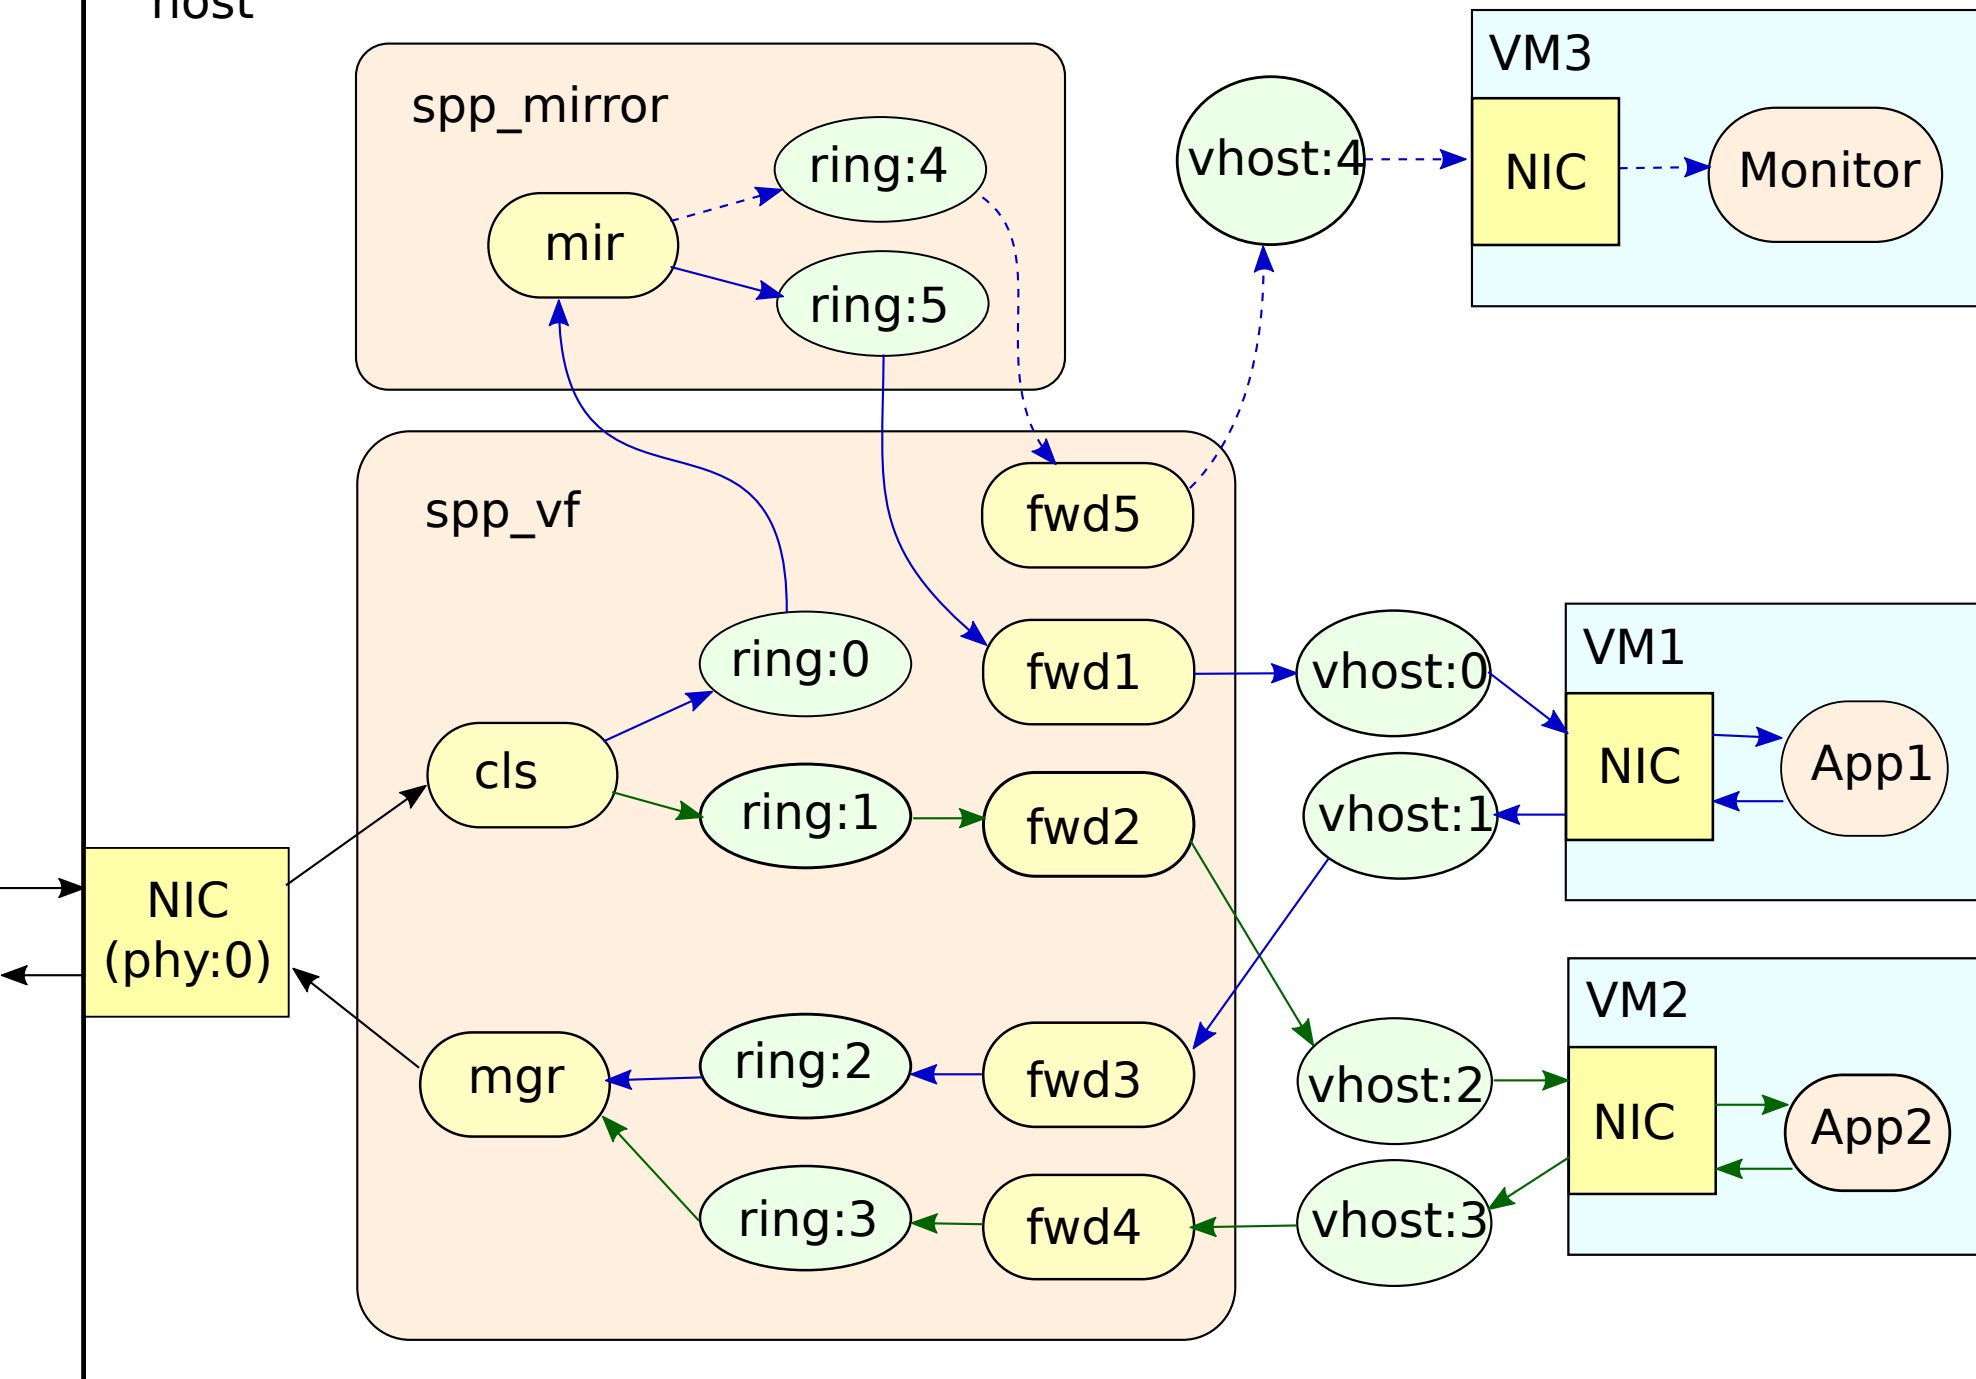 host
VM3
spp_mirror
ring:4
vhost:4
NIC
Monitor
mir
ring:5
spp_vf
fwd5
ring:0
fwd1
vhost:0
VM1
cls
NIC
App1
ring:1
fwd2
vhost:1
NIC
(phy:0)
VM2
mgr
ring:2
fwd3
vhost:2
NIC
App2
ring:3
fwd4
vhost:3